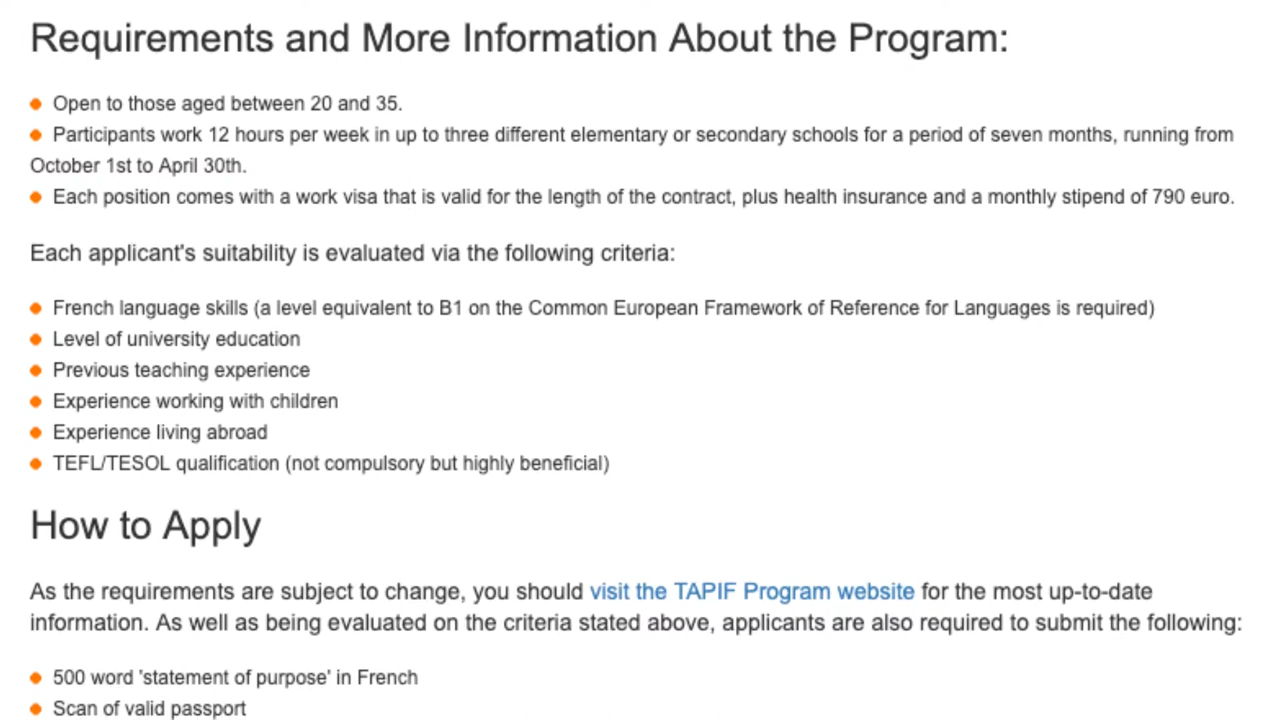 Requirements and More Information About the Program:
Open to those aged between 20 and 35.
Participants work 12 hours per week in up to three different elementary or secondary schools for a period of seven months, running from
October 1st to April 30th.
Each position comes with a work visa that is valid for the length of the contract, plus health insurance and a monthly stipend of 790 euro.
Each applicant's suitability is evaluated via the following criteria:
French language skills (a level equivalent to B1 on the Common European Framework of Reference for Languages is required)
Level of university education
Previous teaching experience
Experience working with children
Experience living abroad
TEFL/TESOL qualification (not compulsory but highly beneficial)
How to Apply
As the requirements are subject to change, you should visit the TAPIF Program website for the most up-to-date
information. As well as being evaluated on the criteria stated above, applicants are also required to submit the following:
500 word 'statement of purpose' in French
Scan of valid passport